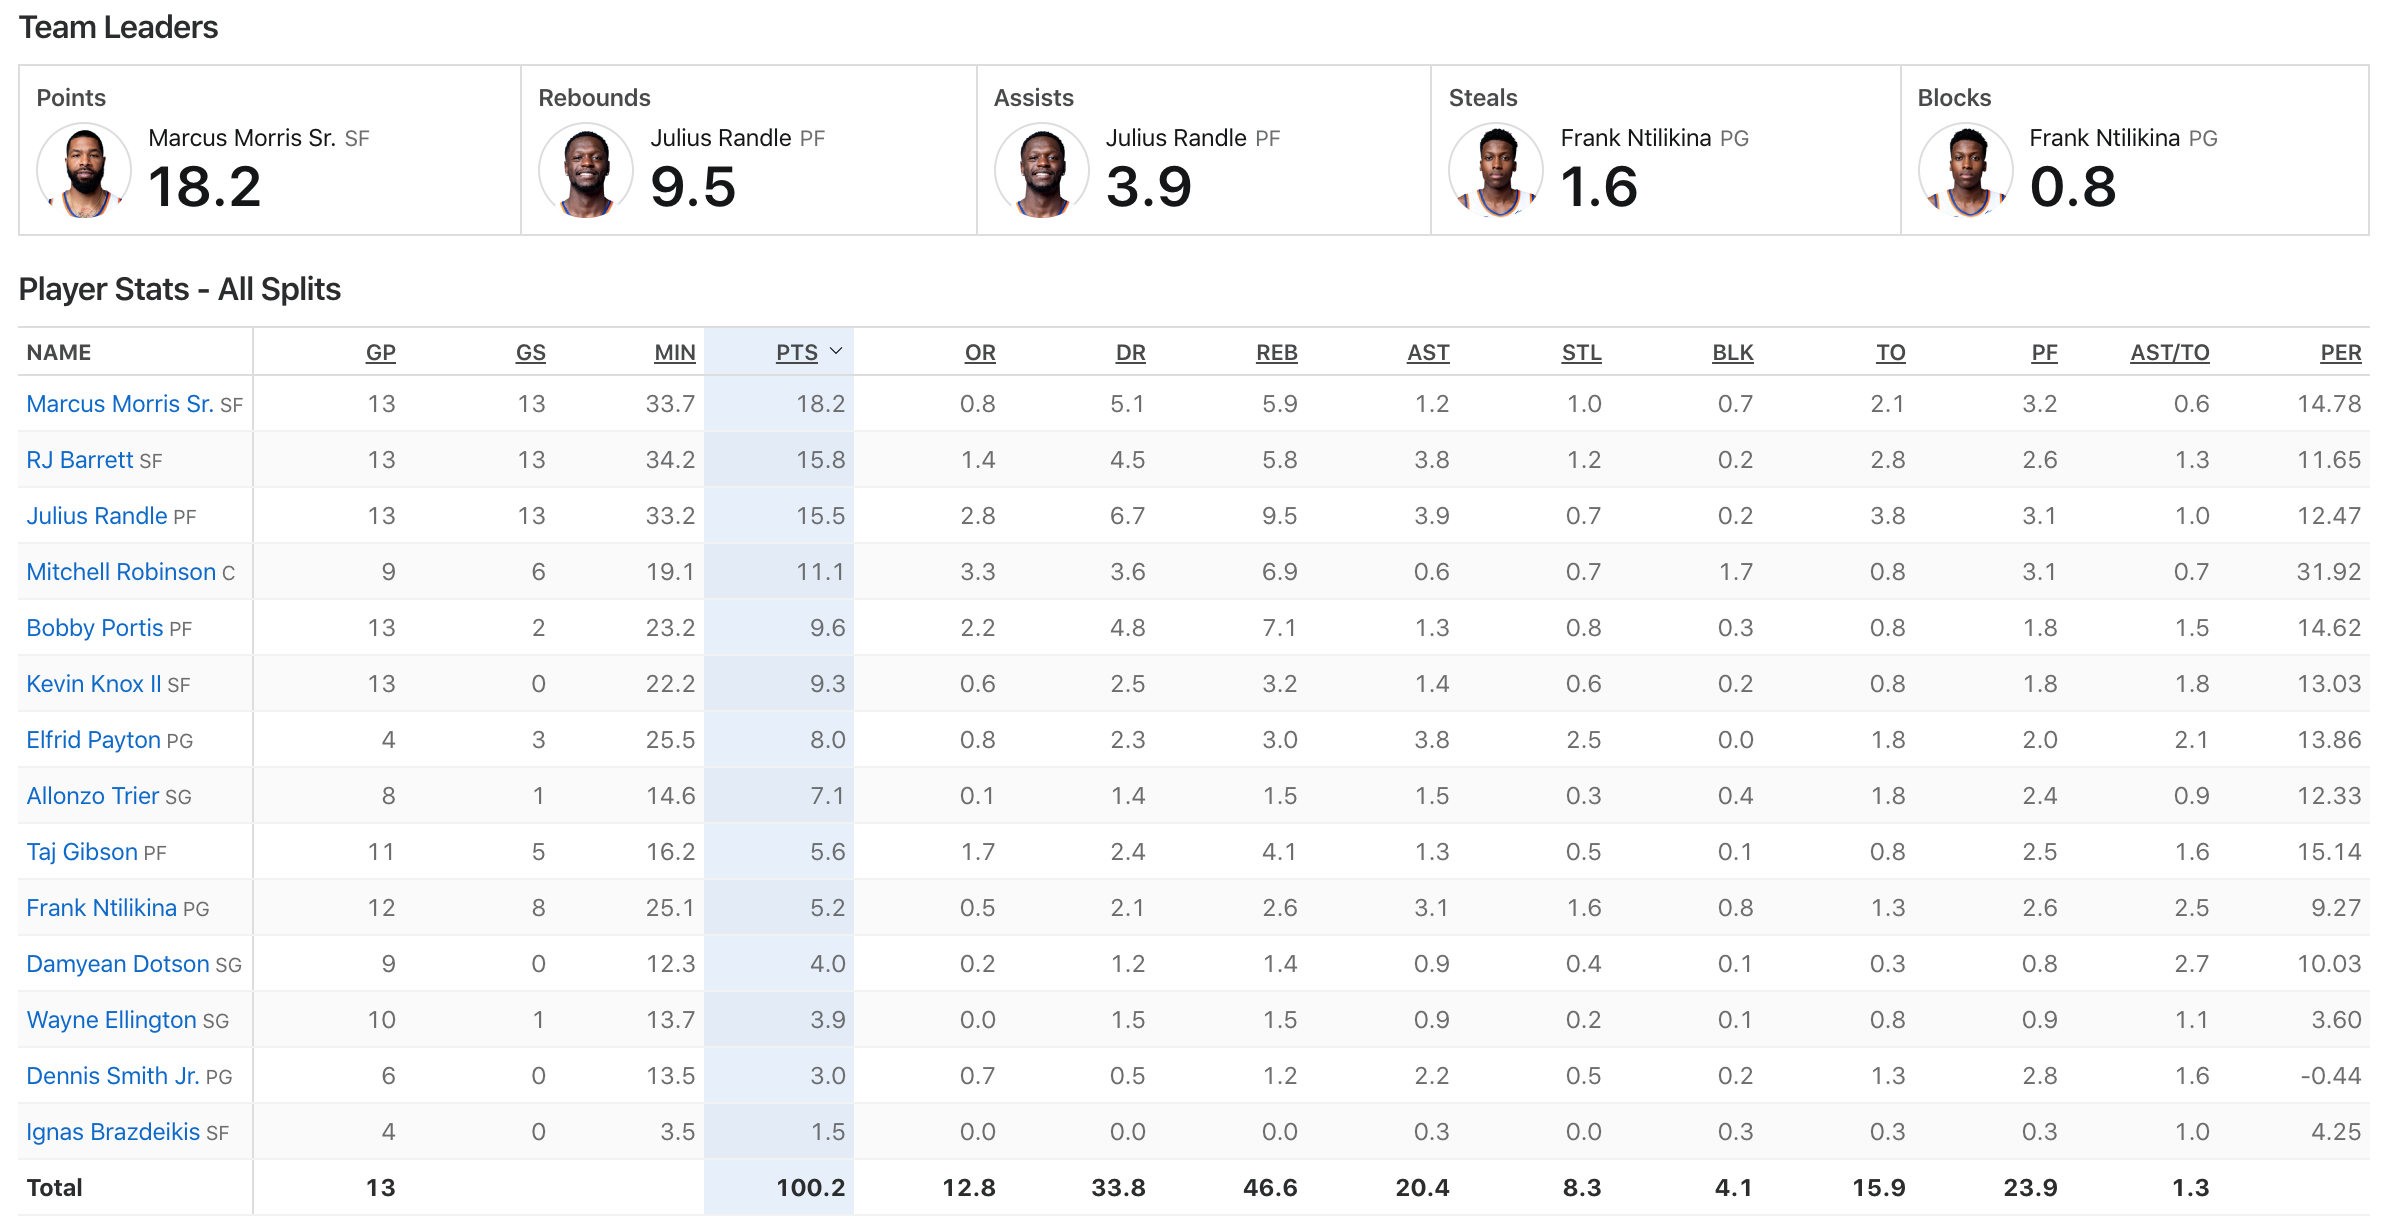 Team Leaders
Points Rebounds Assists Steals Blocks
Marcus Morris Sr. SF Julius Randle PF Julius Randle PF Frank Ntilikina PG Frank Ntilikina PG
18.2 9.5 3.9 1.6 0.8
Player Stats - All Splits
NAME GP GS MIN PTS OR DR REB AST STL BLK TO PF AST/TO PER
Marcus Morris Sr. SF 13 13 33.7 18.2 0.8 5.1 5.9 1.2 1.0 0.7 2.1 3.2 0.6 14.78
RJ Barrett SF 13 13 34.2 15.8 1.4 4.5 5.8 3.8 1.2 0.2 2.8 2.6 1.3 11.65
Julius Randle PF 13 13 33.2 15.5 2.8 6.7 9.5 3.9 0.7 0.2 3.8 3.1 1.0 12.47
Mitchell Robinson C 9 6 19.1 11.1 3.3 3.6 6.9 0.6 0.7 1.7 0.8 3.1 0.7 31.92
Bobby Portis PF 13 2 23.2 9.6 2.2 4.8 7.1 1.3 0.8 0.3 0.8 1.8 1.5 14.62
Kevin Knox II SF 13 0 22.2 9.3 0.6 2.5 3.2 1.4 0.6 0.2 0.8 1.8 1.8 13.03
Elfrid Payton PG 4 3 25.5 8.0 0.8 2.3 3.0 3.8 2.5 0.0 1.8 2.0 2.1 13.86
Allonzo Trier SG 8 1 14.6 7.1 0.1 1.4 1.5 1.5 0.3 0.4 1.8 2.4 0.9 12.33
Taj Gibson PF 11 5 16.2 5.6 1.7 2.4 4.1 1.3 0.5 0.1 0.8 2.5 1.6 15.14
Frank Ntilikina PG 12 8 25.1 5.2 0.5 2.1 2.6 3.1 1.6 0.8 1.3 2.6 2.5 9.27
Damyean Dotson SG 9 0 12.3 4.0 0.2 1.2 1.4 0.9 0.4 0.1 0.3 0.8 2.7 10.03
Wayne Ellington SG 10 1 13.7 3.9 0.0 1.5 1.5 0.9 0.2 0.1 0.8 0.9 1.1 3.60
Dennis Smith Jr. PG 6 0 13.5 3.0 0.7 0.5 1.2 2.2 0.5 0.2 1.3 2.8 1.6 -0.44
Ignas Brazdeikis SF 4 0 3.5 1.5 0.0 0.0 0.0 0.3 0.0 0.3 0.3 0.3 1.0 4.25
Total 13 100.2 12.8 33.8 46.6 20.4 8.3 4.1 15.9 23.9 1.3